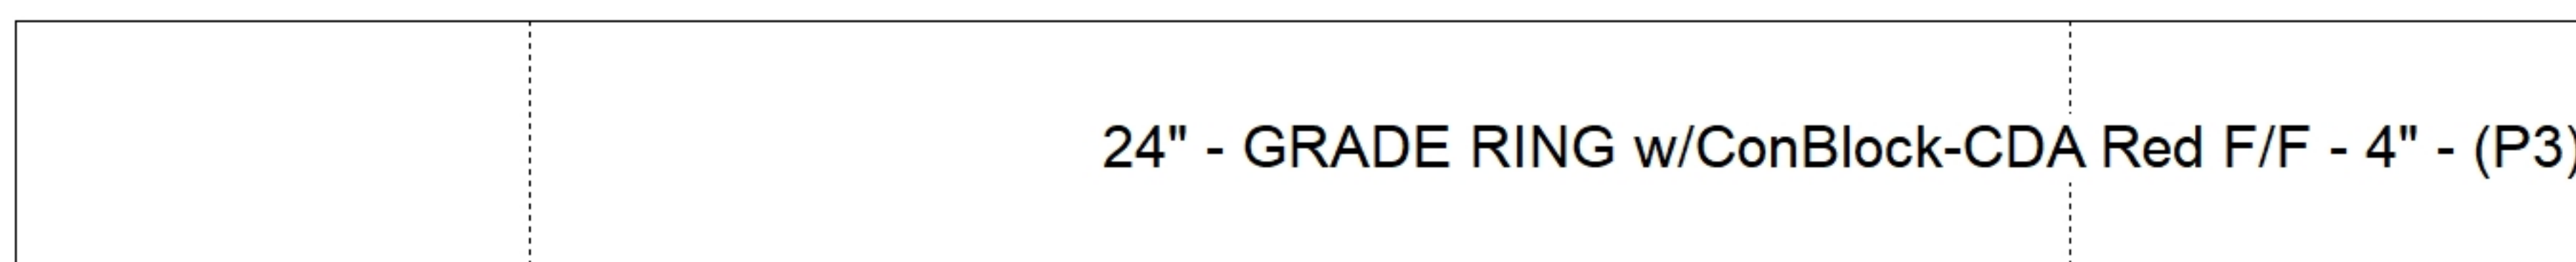 24" - GRADE RING w/ConBlock-CDA Red F/F - 4" - (P3)